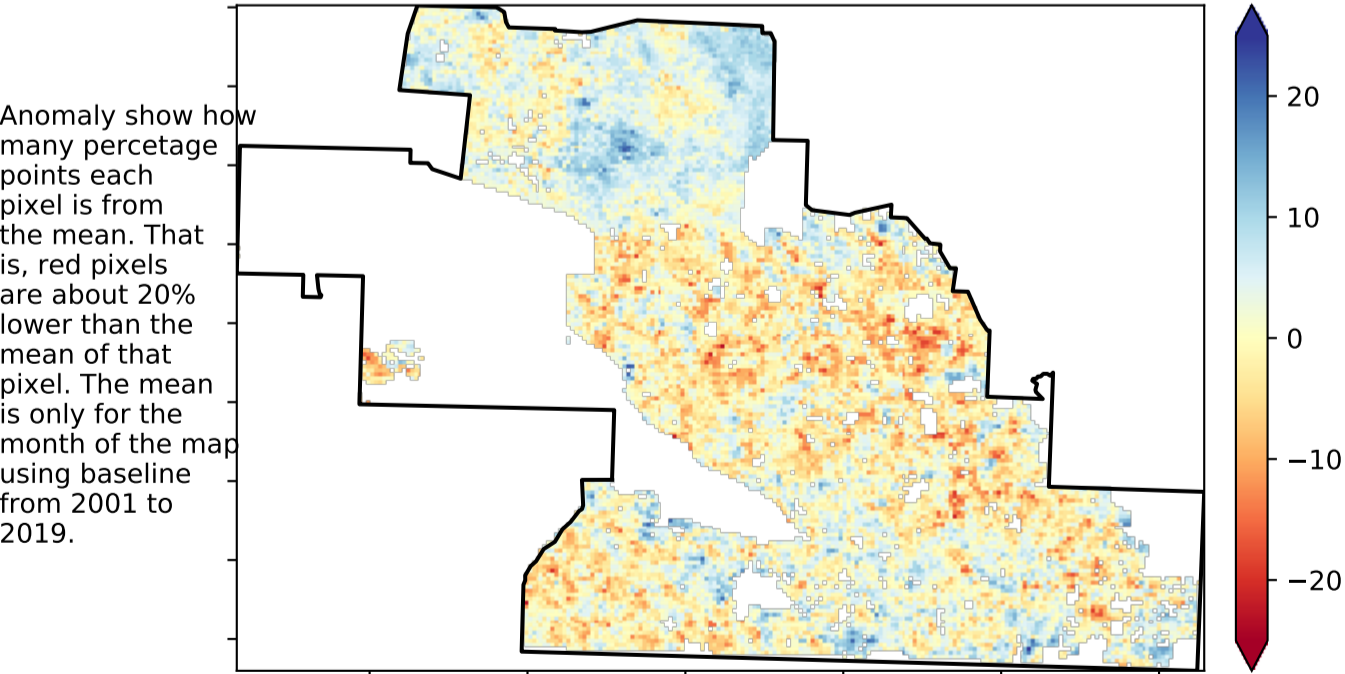 Anomaly show how
many percetage
points each
pixel is from
the mean. That
is, red pixels
are about 20%
lower than the
mean of that
pixel. The mean
is only for the
month of the map
using baseline
from 2001 to
2019.
20
10
0
−10
−20